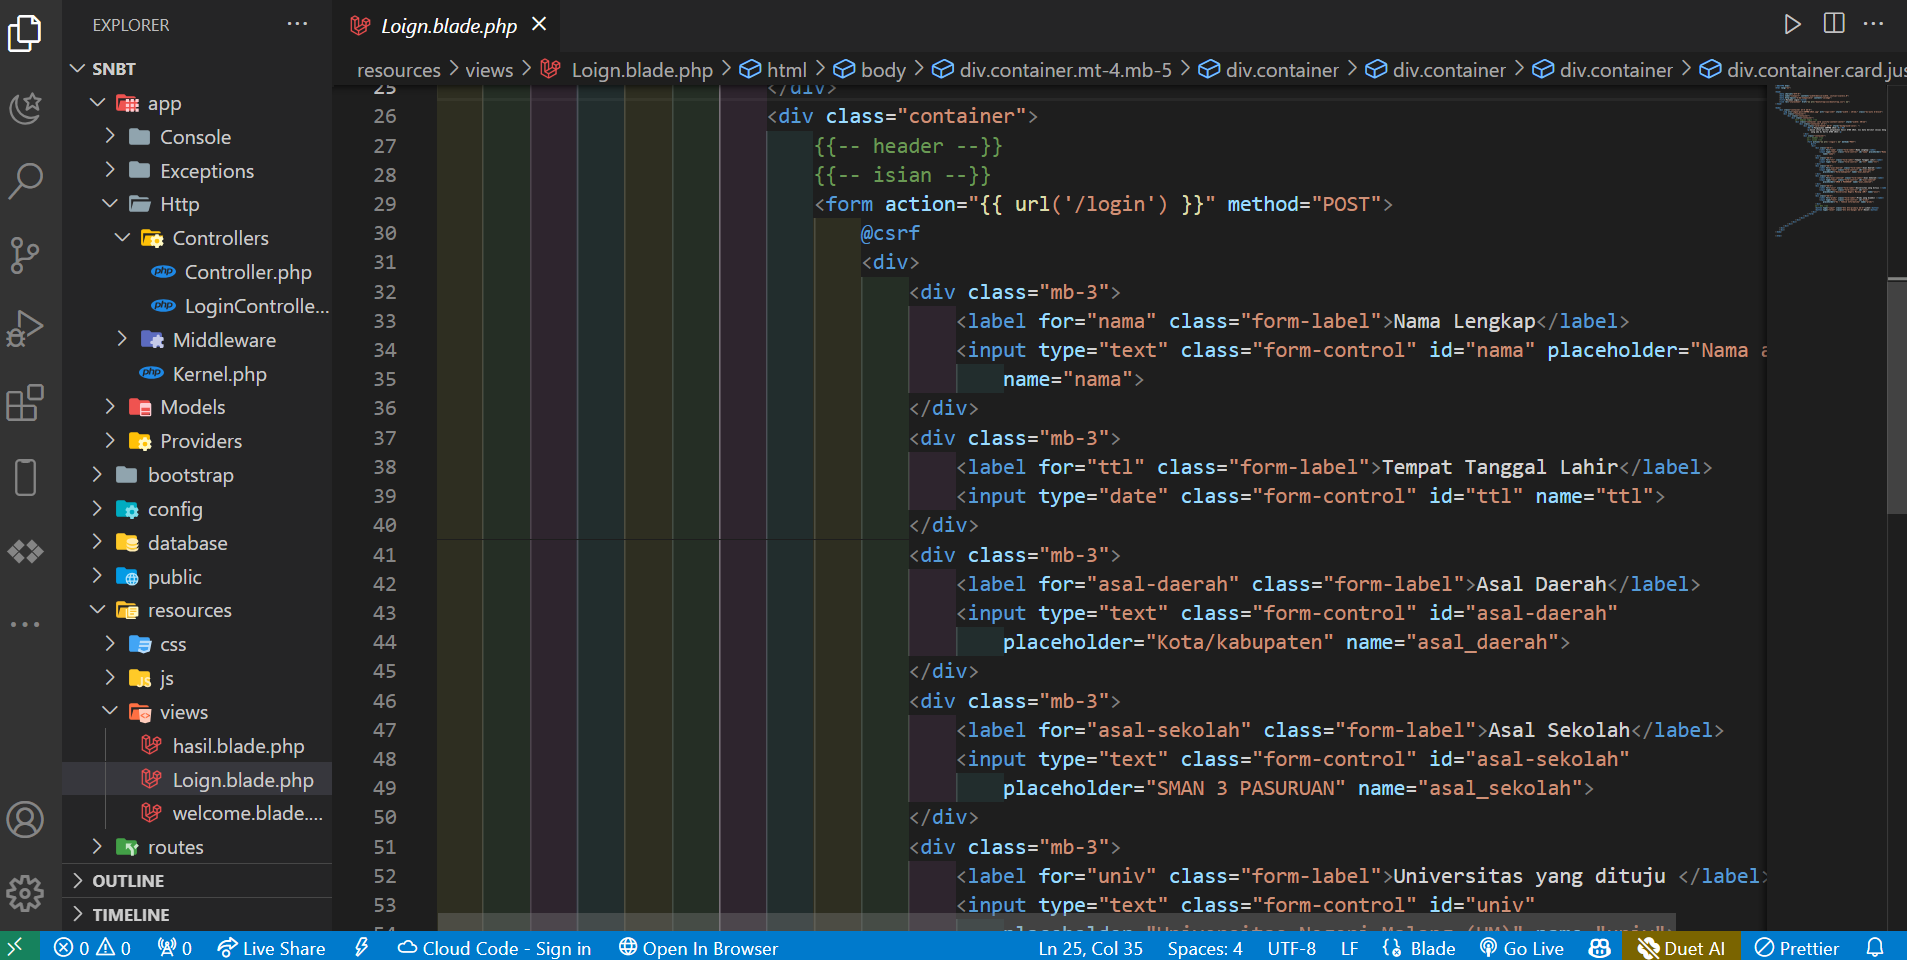 EXPLORER
SNBT
app
Console
Exceptions
Http
Controllers
Controller.php
LoginControlle...
Middleware
Kernel.php
Models
Providers
bootstrap
config
database
public
resources
css
js
views
hasil.blade.php
Loign.blade.php
welcome.blade....
routes
OUTLINE
TIMELINE
Loign.blade.php
resources > views > Loign.blade.php > html > body > div.container.mt-4.mb-5 > div.container > div.container > div.container > div.container.card.jus
25 </div>
26 <div class="container">
27 {{-- header --}}
28 {{-- isian --}}
29 <form action="{{ url('/login') }}" method="POST">
30 @csrf
31 <div>
32 <div class="mb-3">
33 <label for="nama" class="form-label">Nama Lengkap</label>
34 <input type="text" class="form-control" id="nama" placeholder="Nama a
35 name="nama">
36 </div>
37 <div class="mb-3">
38 <label for="ttl" class="form-label">Tempat Tanggal Lahir</label>
39 <input type="date" class="form-control" id="ttl" name="ttl">
40 </div>
41 <div class="mb-3">
42 <label for="asal-daerah" class="form-label">Asal Daerah</label>
43 <input type="text" class="form-control" id="asal-daerah"
44 placeholder="Kota/kabupaten" name="asal_daerah">
45 </div>
46 <div class="mb-3">
47 <label for="asal-sekolah" class="form-label">Asal Sekolah</label>
48 <input type="text" class="form-control" id="asal-sekolah"
49 placeholder="SMAN 3 PASURUAN" name="asal_sekolah">
50 </div>
51 <div class="mb-3">
52 <label for="univ" class="form-label">Universitas yang dituju </label>
53 <input type="text" class="form-control" id="univ"
54 placeholder="Universitas Negeri Malang (UM)" name="univ">
0 0 0 Live Share Cloud Code - Sign in Open In Browser Ln 25, Col 35 Spaces: 4 UTF-8 LF Blade Go Live Duet AI Prettier